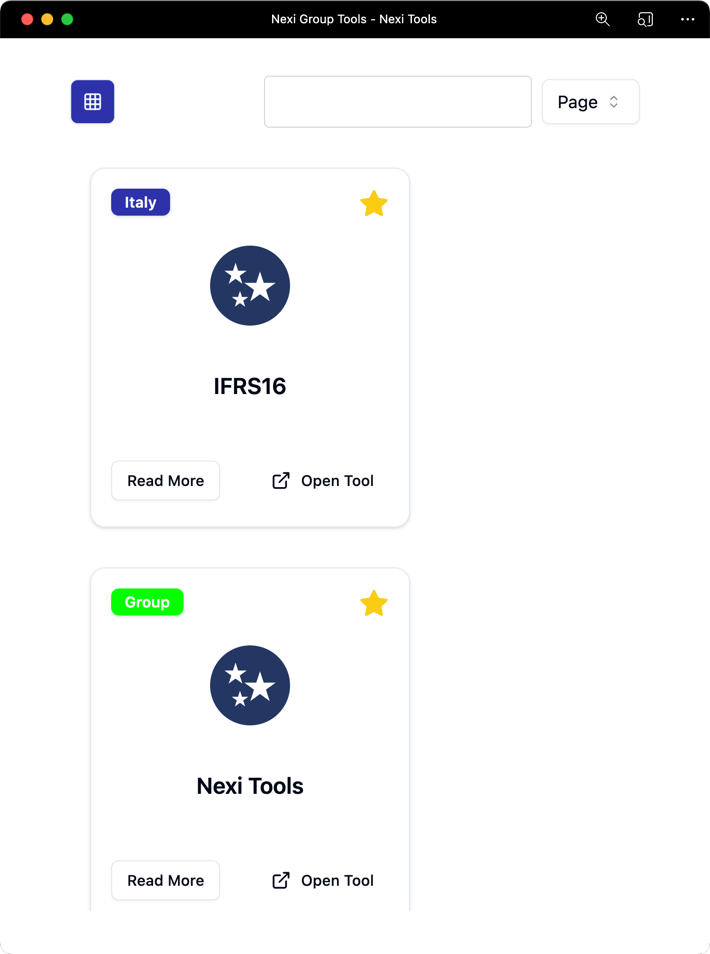 Nexi Group Tools - Nexi Tools
Page
Italy
IFRS16
Read More
Open Tool
Group
Nexi Tools
Read More
Open Tool